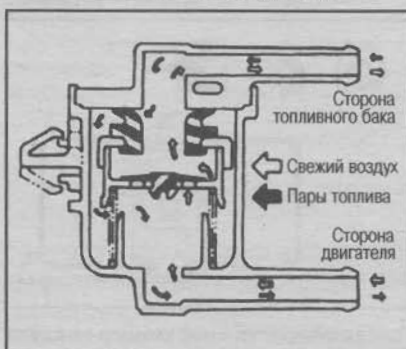 Сторона
топливного бака
Свежий воздух
Пары топлива
Сторона
двигателя